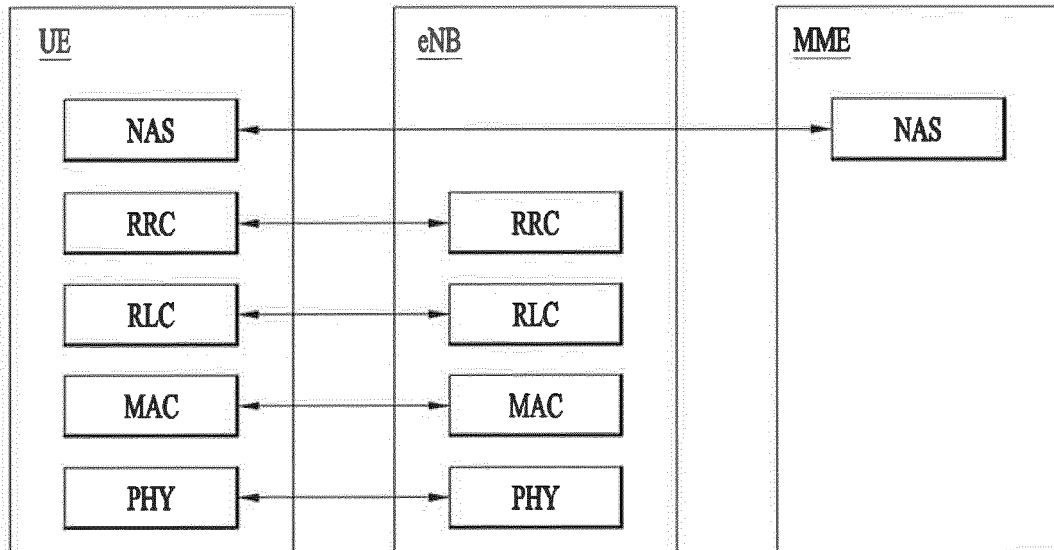 UE eNB MME
NAS NAS
RRC RRC
RLC RLC
MAC MAC
PHY PHY